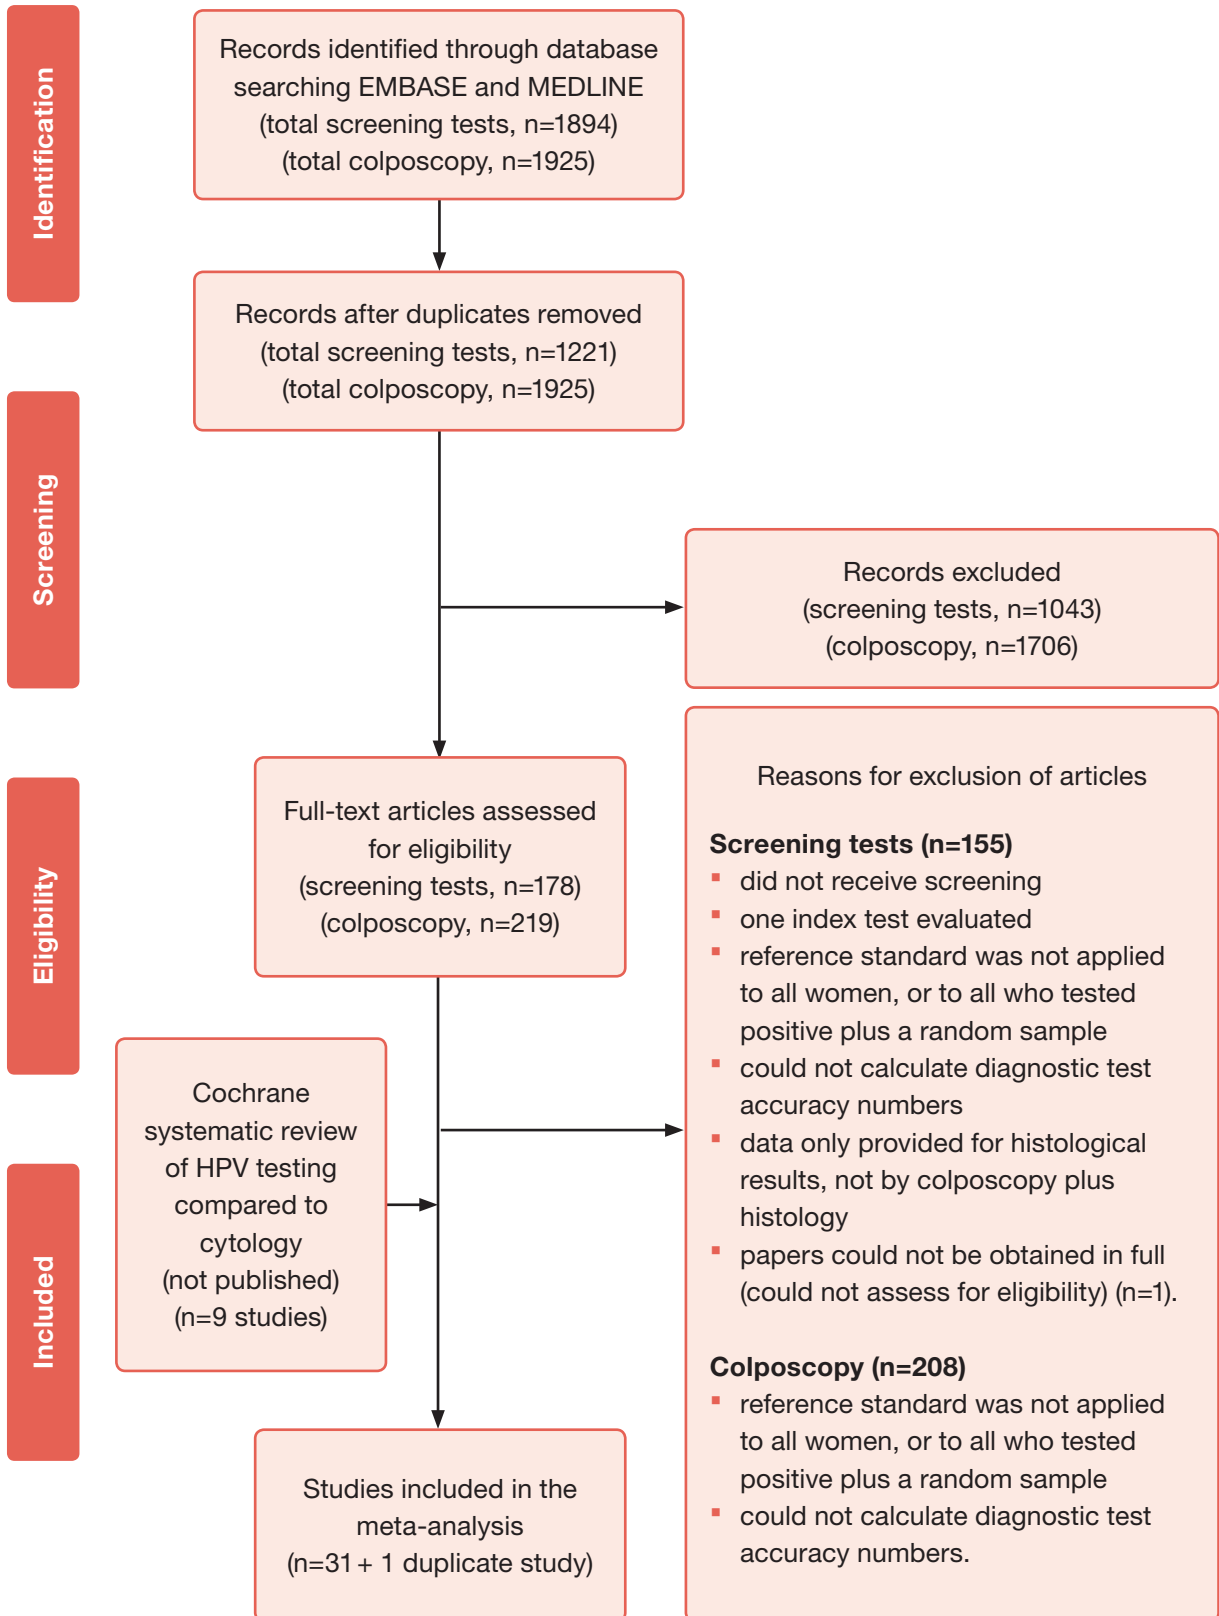 Identification
Records identified through database
searching EMBASE and MEDLINE
(total screening tests, n=1894)
(total colposcopy, n=1925)
Records after duplicates removed
(total screening tests, n=1221)
(total colposcopy, n=1925)
Screening
Records excluded
(screening tests, n=1043)
(colposcopy, n=1706)
Eligibility
Full-text articles assessed
for eligibility
(screening tests, n=178)
(colposcopy, n=219)
Reasons for exclusion of articles
Screening tests (n=155)
▪ did not receive screening
▪ one index test evaluated
▪ reference standard was not applied
to all women, or to all who tested
positive plus a random sample
▪ could not calculate diagnostic test
accuracy numbers
▪ data only provided for histological
results, not by colposcopy plus
histology
▪ papers could not be obtained in full
(could not assess for eligibility) (n=1).
Colposcopy (n=208)
▪ reference standard was not applied
to all women, or to all who tested
positive plus a random sample
▪ could not calculate diagnostic test
accuracy numbers.
Cochrane
systematic review
of HPV testing
compared to
cytology
(not published)
(n=9 studies)
Included
Studies included in the
meta-analysis
(n=31 + 1 duplicate study)